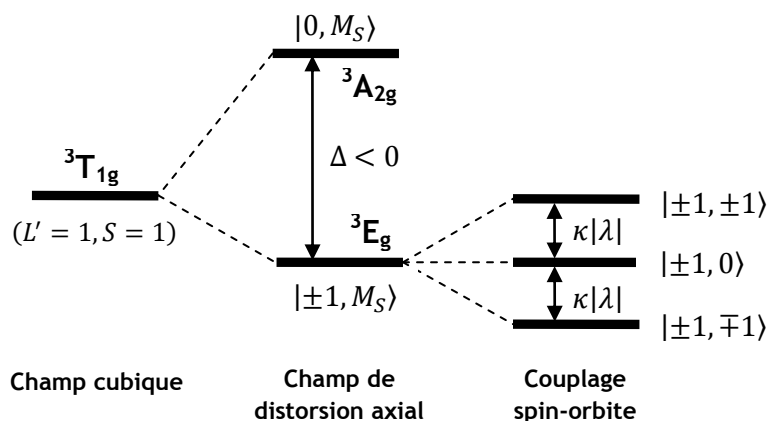 |0, M_S⟩
³A₂g
Δ < 0
³T₁g
(L′ = 1, S = 1)
³Eg
|±1, M_S⟩
|±1, ±1⟩
κ|λ|
|±1, 0⟩
κ|λ|
|±1, ∓1⟩
Champ cubique
Champ de
distorsion axial
Couplage
spin-orbite